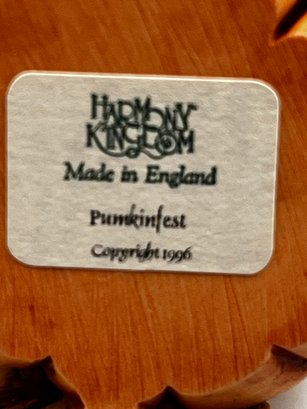 HARMONY
KINGDOM
Made in England
Pumkinfest
Copyright 1996